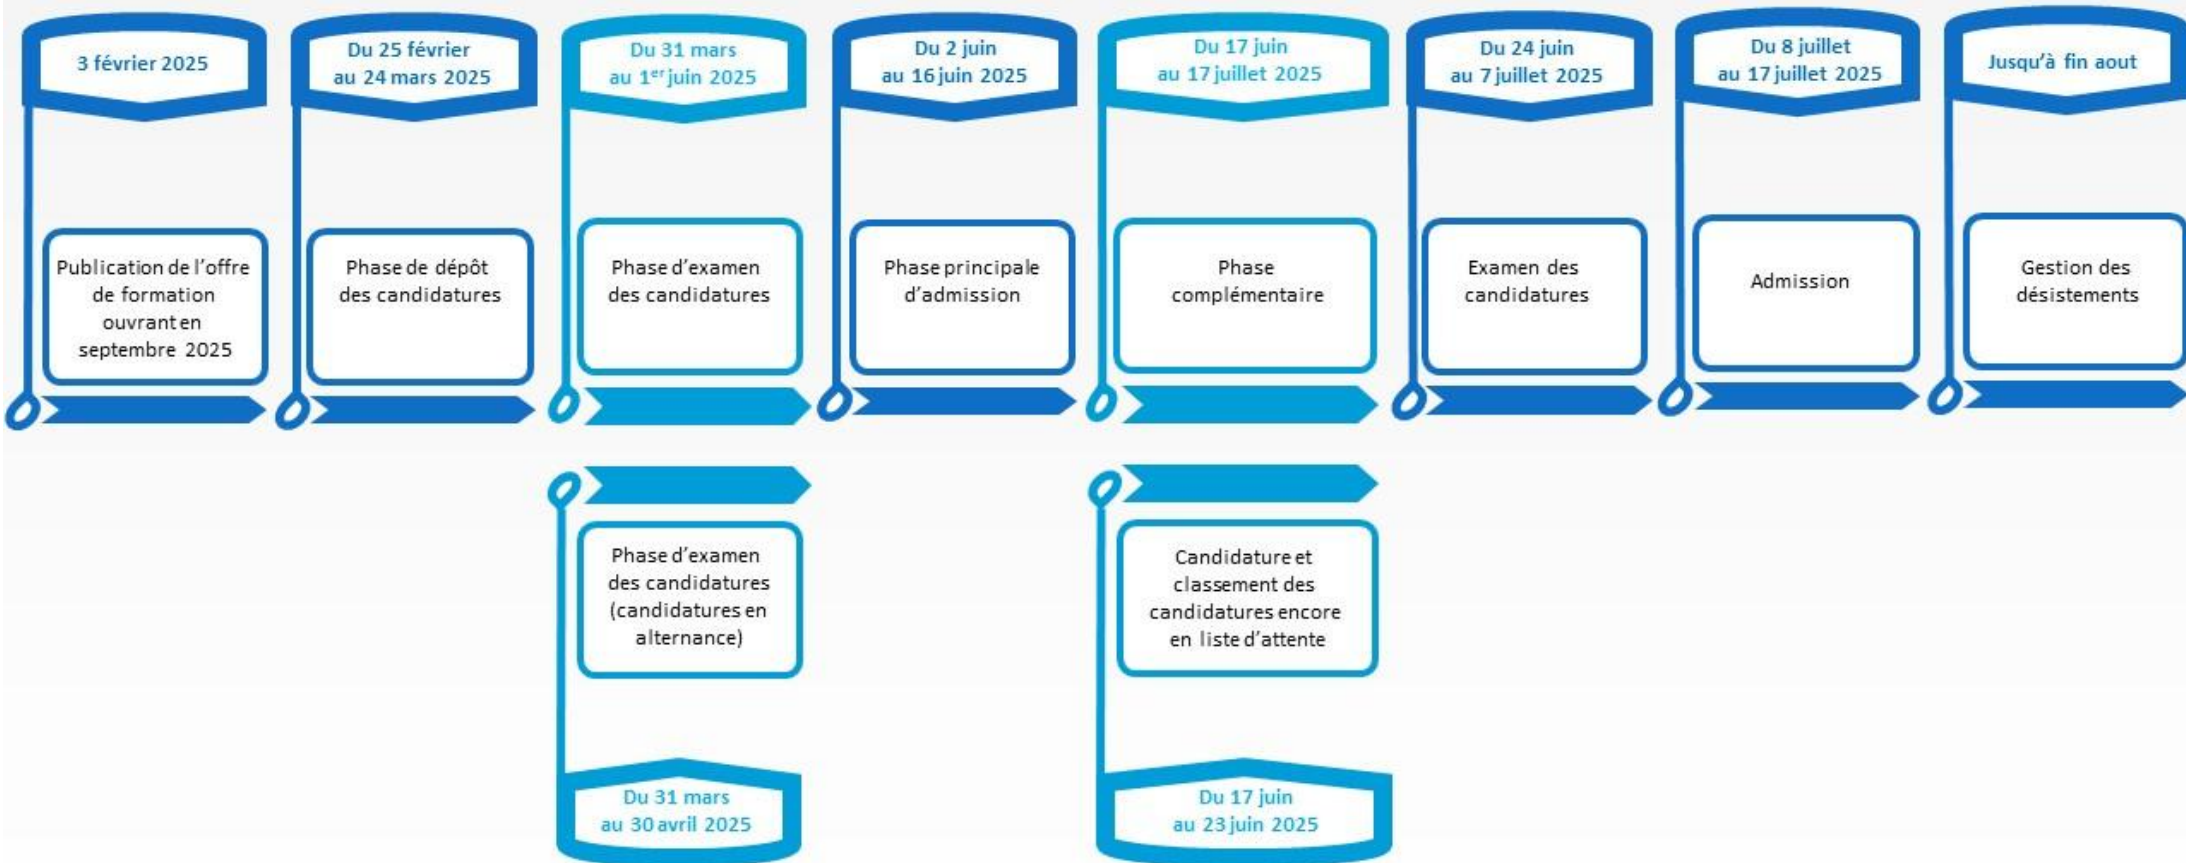 3 février 2025
Du 25 février
au 24 mars 2025
Du 31 mars
au 1er juin 2025
Du 2 juin
au 16 juin 2025
Du 17 juin
au 17 juillet 2025
Du 24 juin
au 7 juillet 2025
Du 8 juillet
au 17 juillet 2025
Jusqu'à fin aout
Publication de l'offre
de formation
ouvrant en
septembre 2025
Phase de dépôt
des candidatures
Phase d'examen
des candidatures
Phase principale
d'admission
Phase
complémentaire
Examen des
candidatures
Admission
Gestion des
désistements
Phase d'examen
des candidatures
(candidatures en
alternance)
Candidature et
classement des
candidatures encore
en liste d'attente
Du 31 mars
au 30 avril 2025
Du 17 juin
au 23 juin 2025